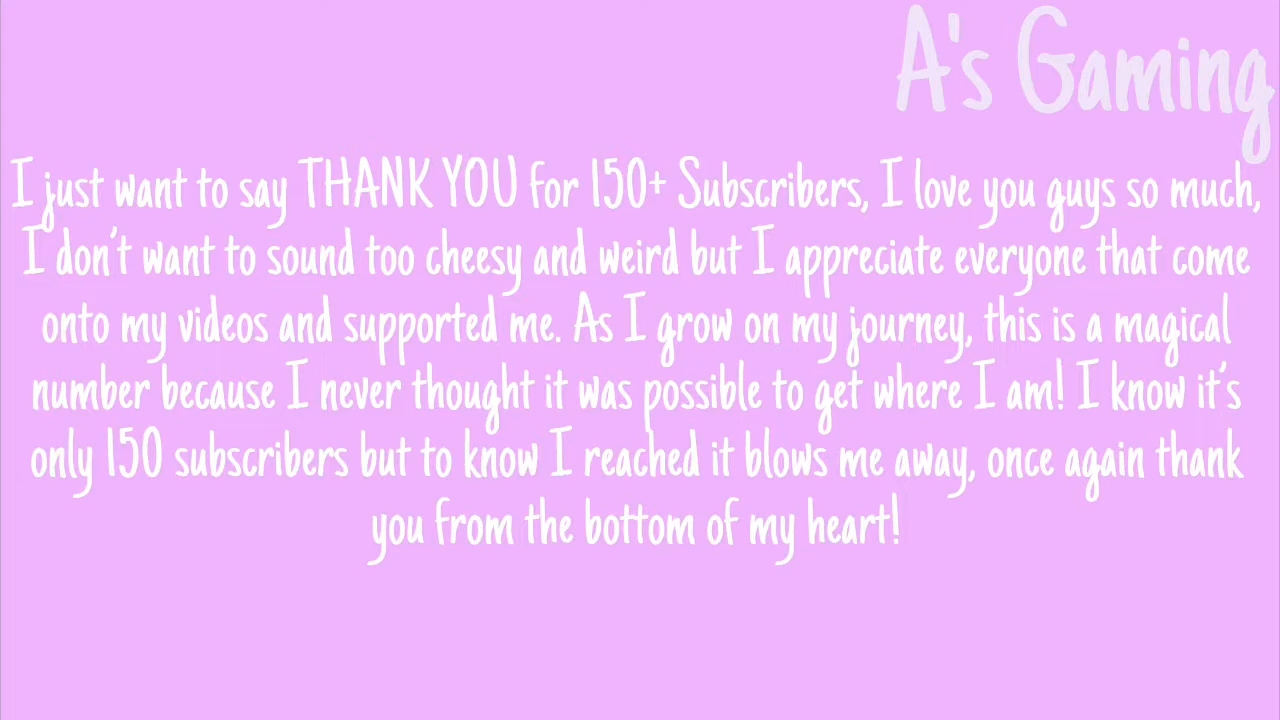 A's Gaming
I just want to say THANK YOU for 150+ Subscribers, I love you guys so much,
I don't want to sound too cheesy and weird but I appreciate everyone that come
onto my videos and supported me. As I grow on my journey, this is a magical
number because I never thought it was possible to get where I am! I know it's
only 150 subscribers but to know I reached it blows me away, once again thank
you from the bottom of my heart!